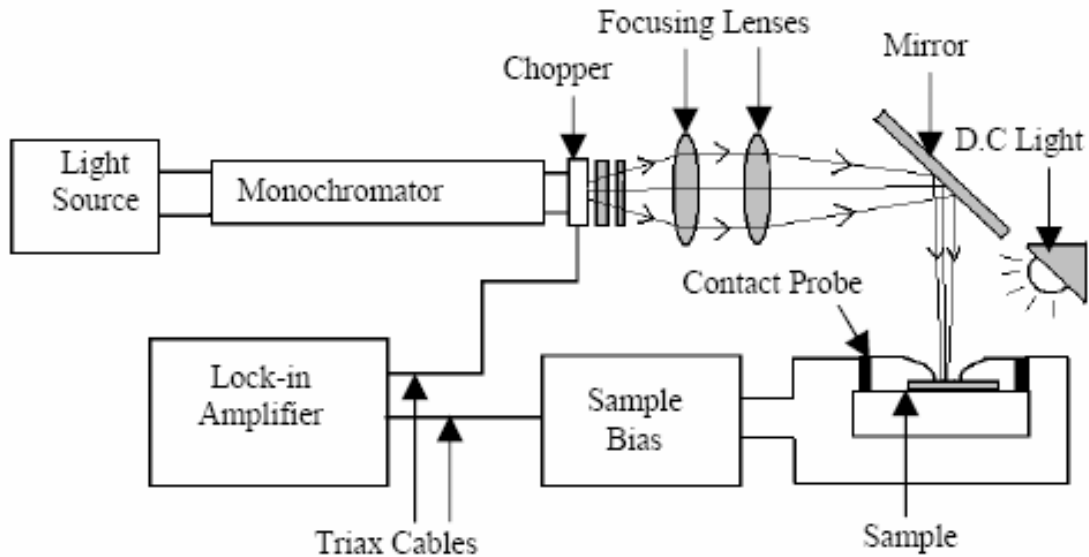 Focusing Lenses
Mirror
Chopper
D.C Light
Light
Source
Monochromator
Contact Probe
Lock-in
Amplifier
Sample
Bias
Triax Cables
Sample